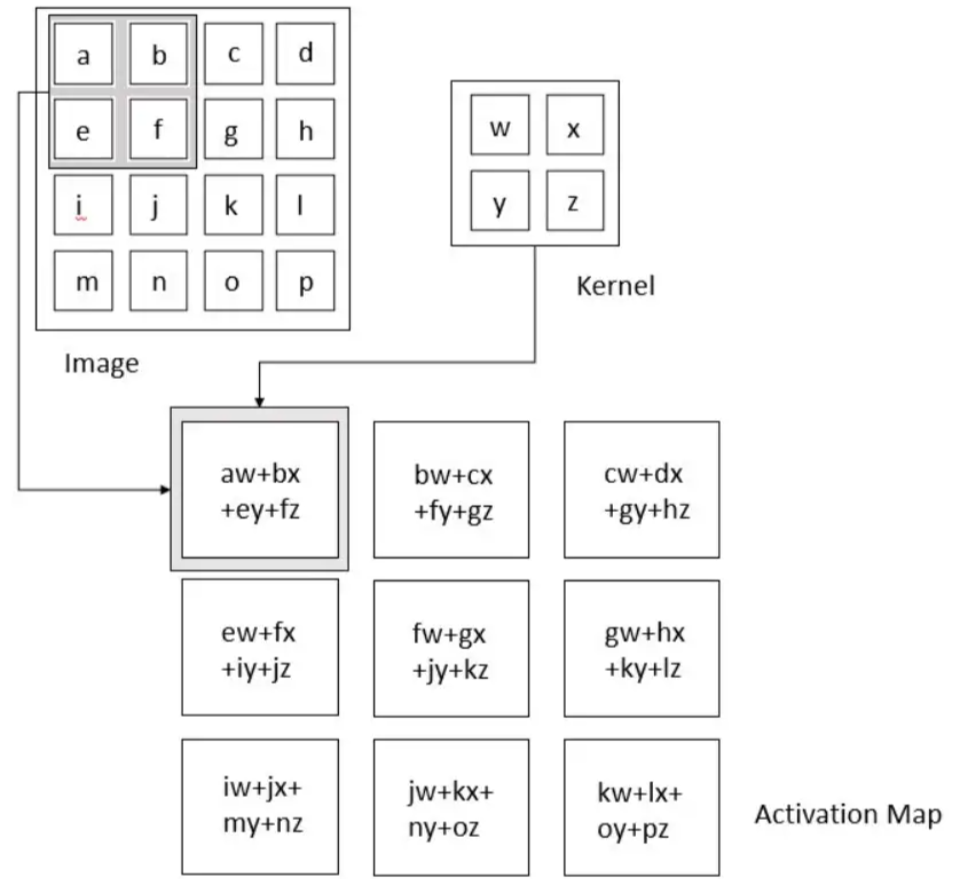 a b c d
w x
e f g h
y z
i j k l
m n o p
Kernel
Image
aw+bx
+ey+fz
bw+cx
+fy+gz
cw+dx
+gy+hz
ew+fx
+iy+jz
fw+gx
+jy+kz
gw+hx
+ky+lz
iw+jx+
my+nz
jw+kx+
ny+oz
kw+lx+
oy+pz
Activation Map